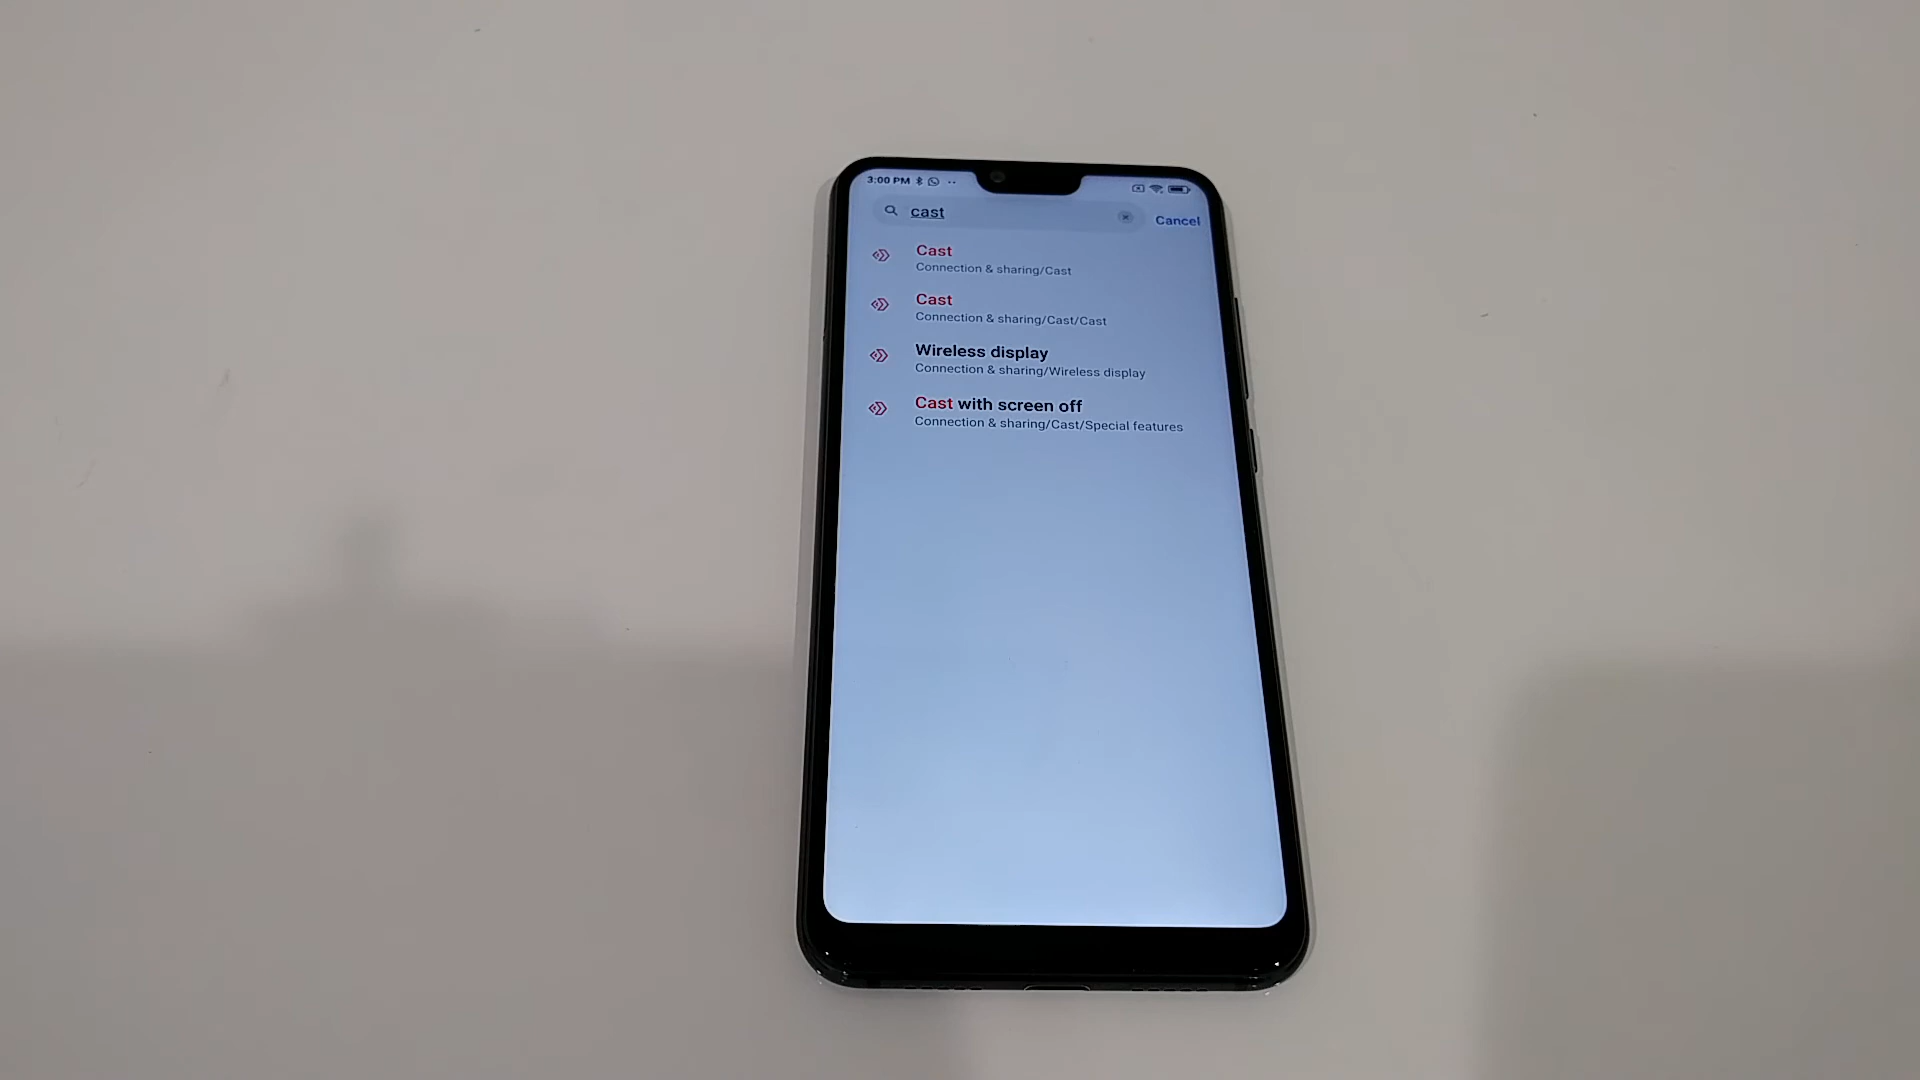 3:00 PM
cast
Cancel
Cast
Connection & sharing/Cast
Cast
Connection & sharing/Cast/Cast
Wireless display
Connection & sharing/Wireless display
Cast with screen off
Connection & sharing/Cast/Special features